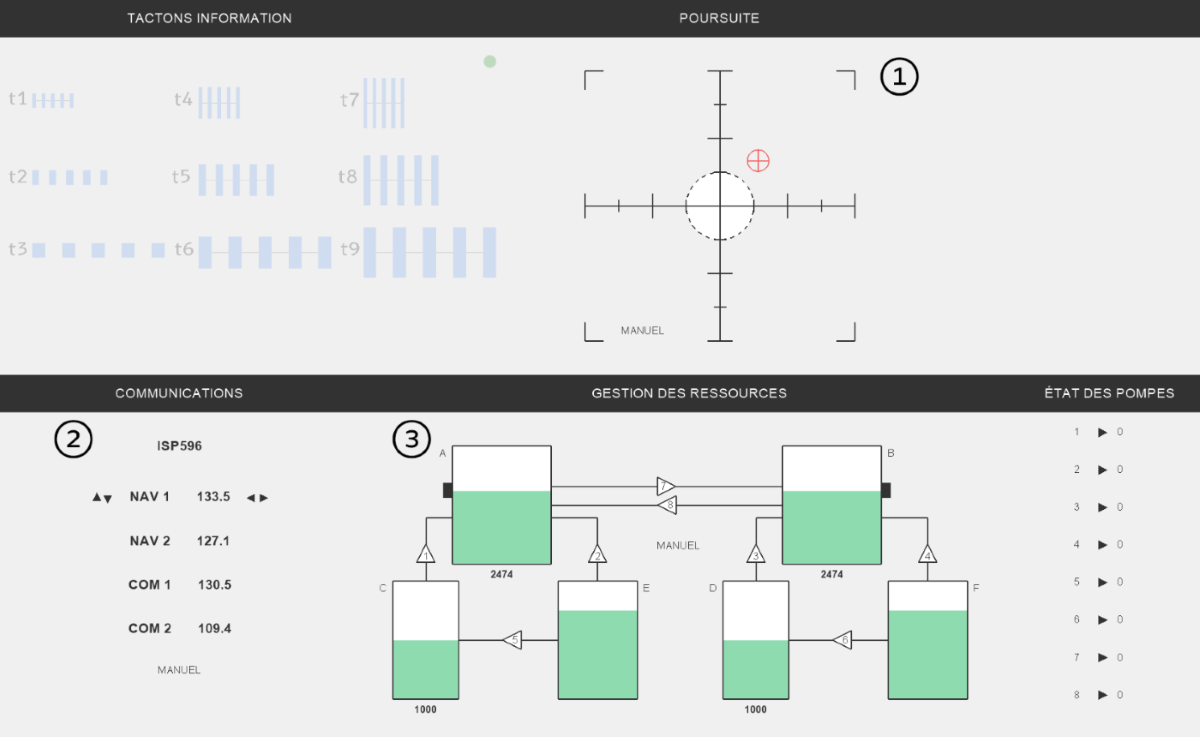 TACTONS INFORMATION
POURSUITE
1
t1
t4
t7
t2
t5
t8
t3
t6
t9
MANUEL
COMMUNICATIONS
GESTION DES RESSOURCES
ÉTAT DES POMPES
2
ISP596
▲▼ NAV 1 133.5 ◄►
NAV 2 127.1
COM 1 130.5
COM 2 109.4
MANUEL
3
A
B
7
8
MANUEL
1
2
3
4
2474
2474
C
E
D
F
5
6
1000
1000
1 ► 0
2 ► 0
3 ► 0
4 ► 0
5 ► 0
6 ► 0
7 ► 0
8 ► 0